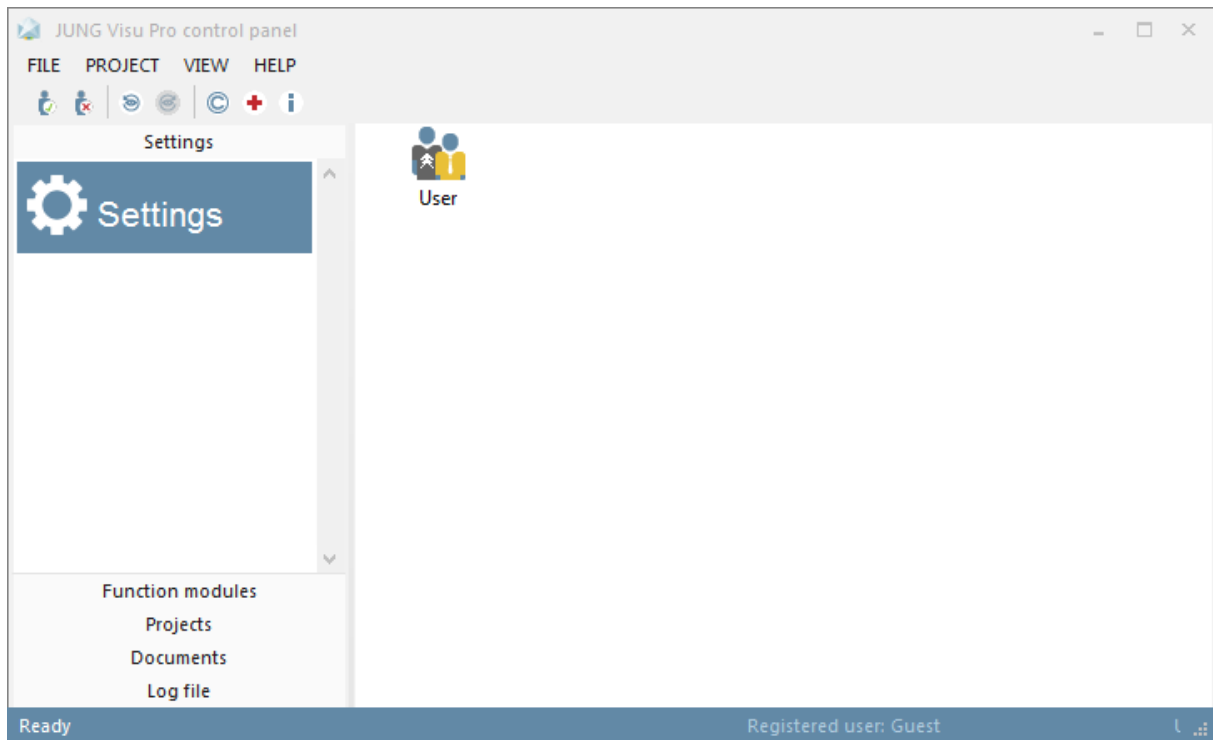 JUNG Visu Pro control panel
FILE PROJECT VIEW HELP
Settings
Settings
User
Function modules
Projects
Documents
Log file
Ready Registered user: Guest